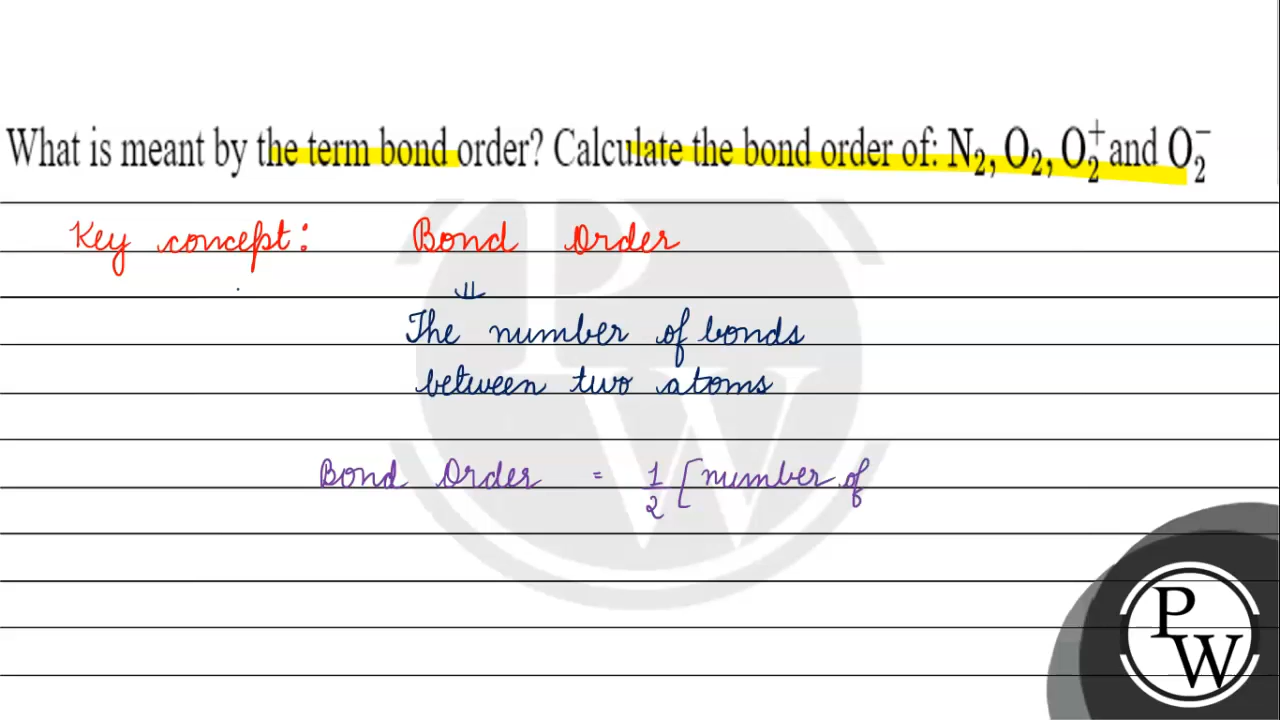 What is meant by the term bond order? Calculate the bond order of: N₂, O₂, O₂⁺ and O₂⁻
Key concept: Bond Order
⇓
The number of bonds
between two atoms
Bond Order = 1/2 [number of
PW
PW